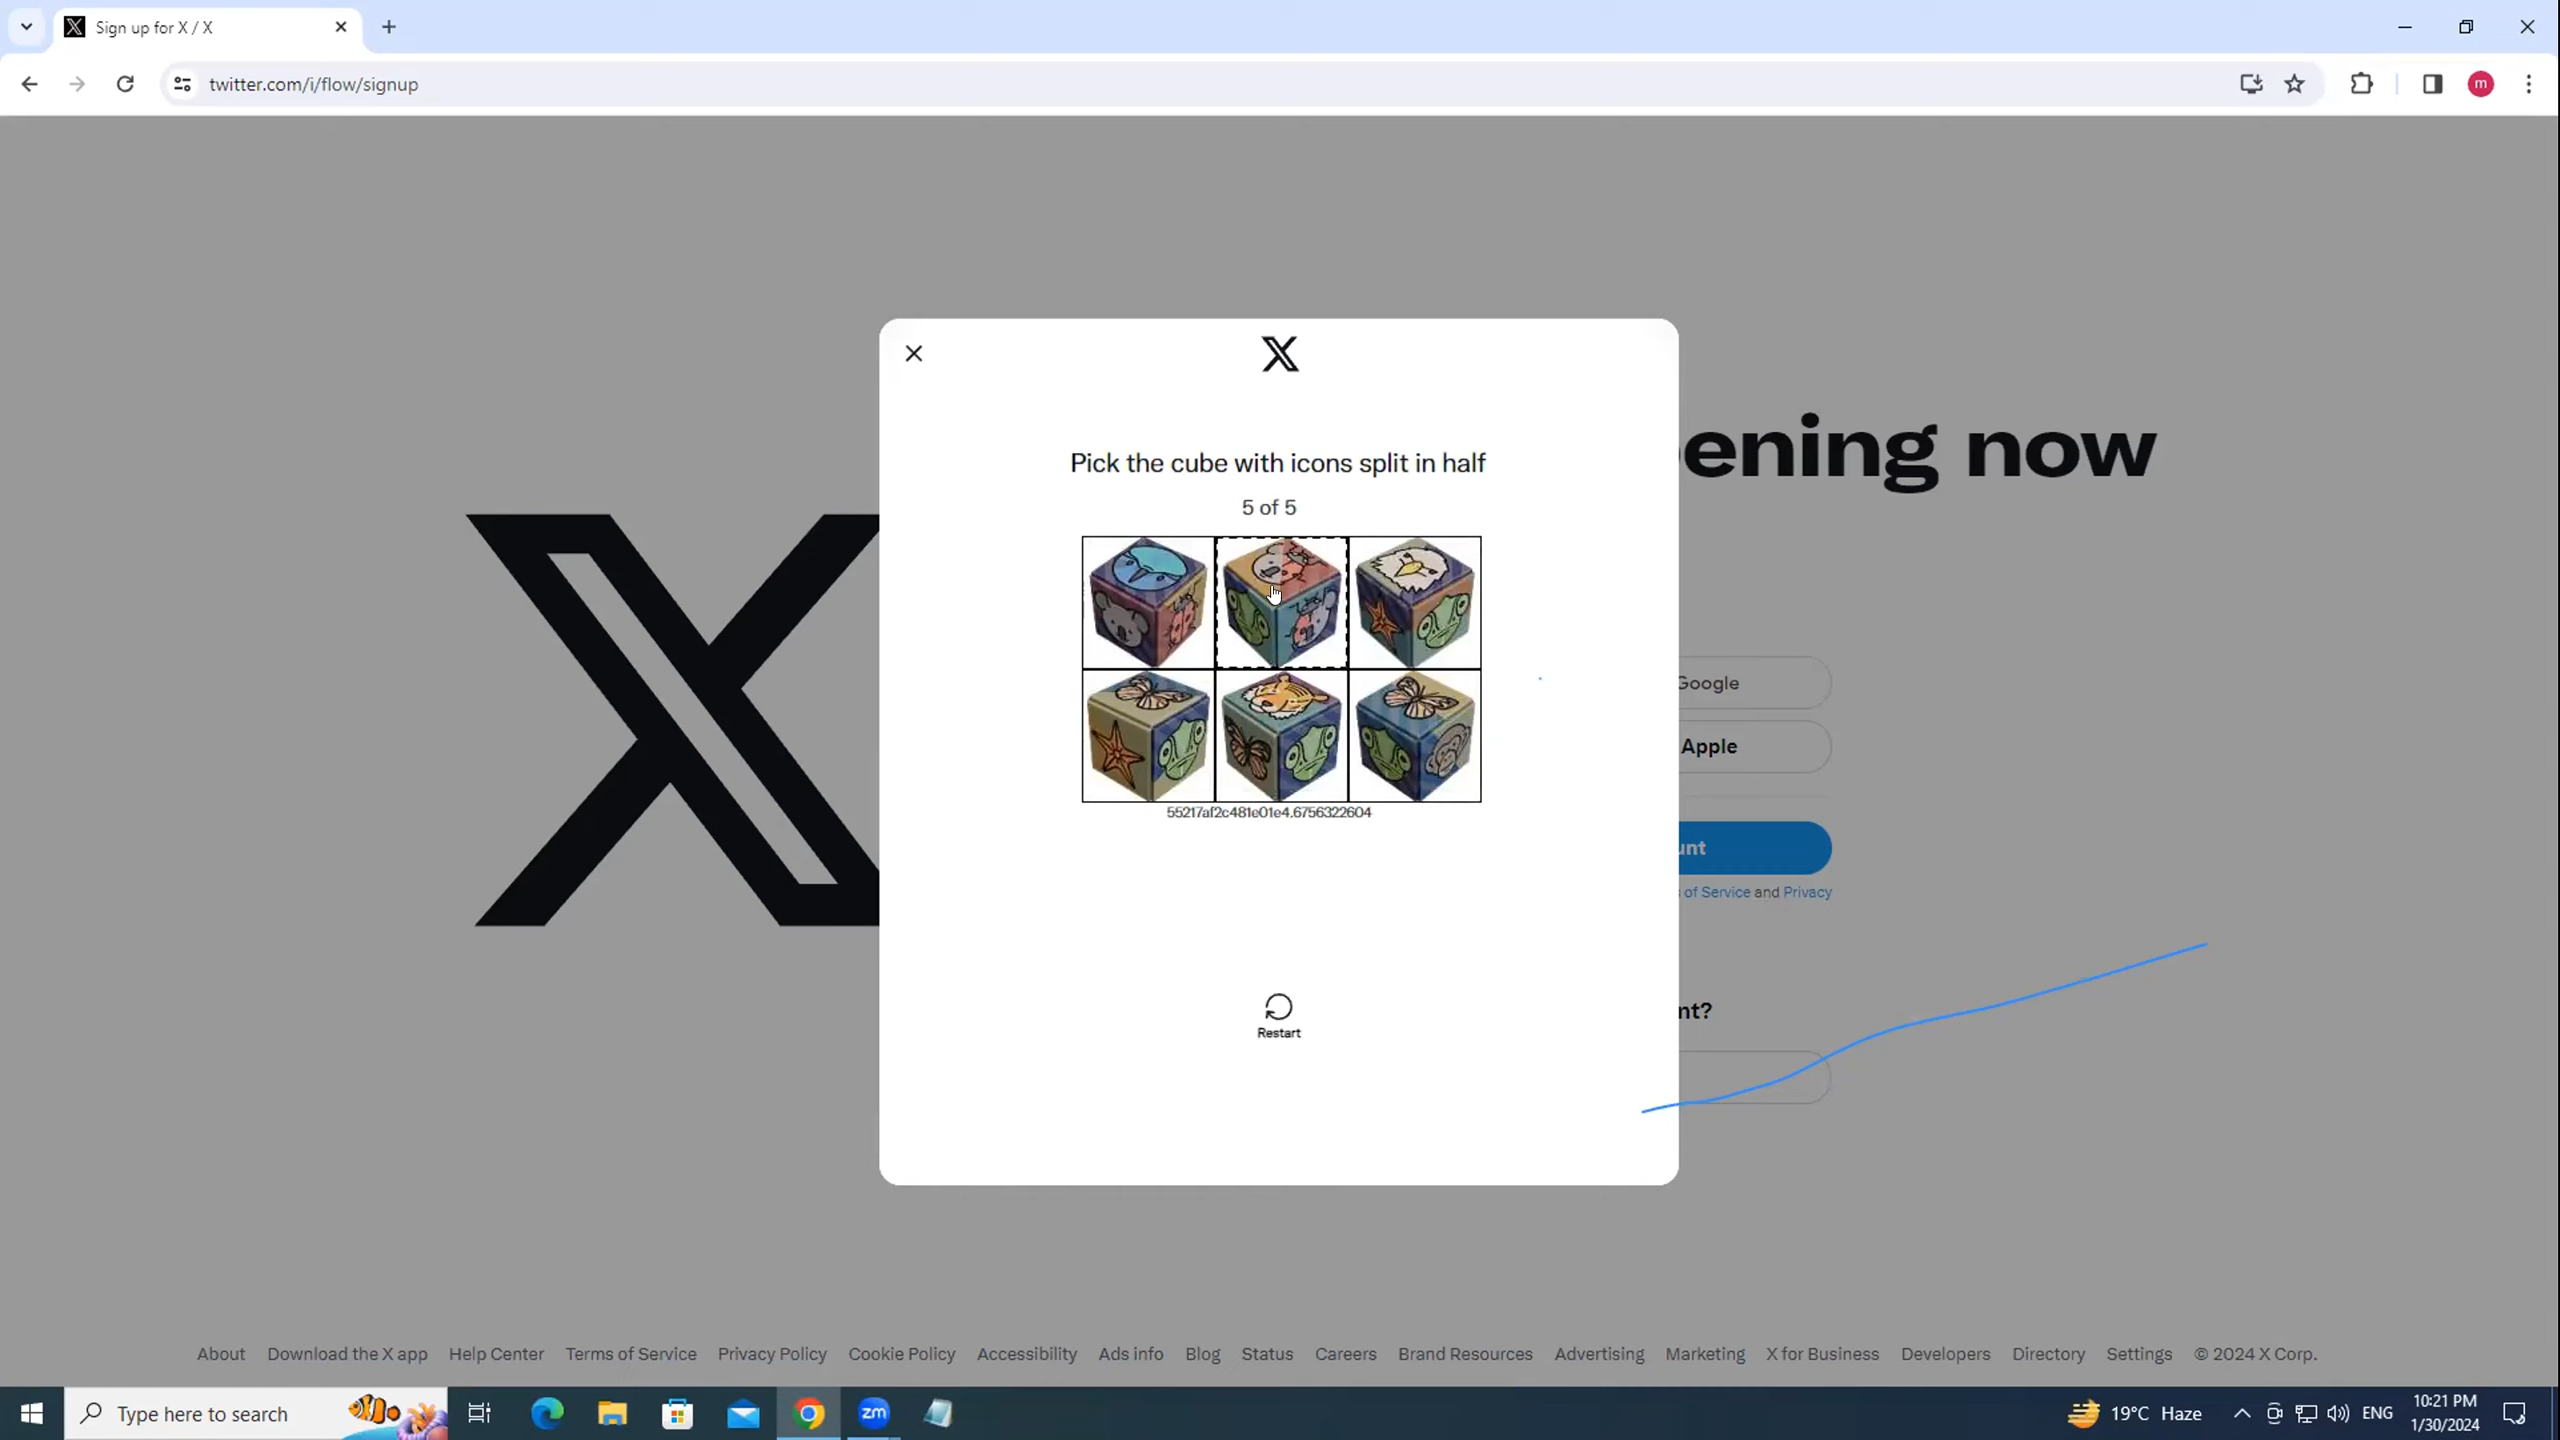 Sign up for X / X
twitter.com/i/flow/signup
m
X
Pick the cube with icons split in half
5 of 5
55217af2c481e01e4.6756322604
Restart
ening now
Google
Apple
unt
of Service and Privacy
nt?
About Download the X app Help Center Terms of Service Privacy Policy Cookie Policy Accessibility Ads info Blog Status Careers Brand Resources Advertising Marketing X for Business Developers Directory Settings © 2024 X Corp.
Type here to search
zm
19°C Haze
ENG
10:21 PM
1/30/2024